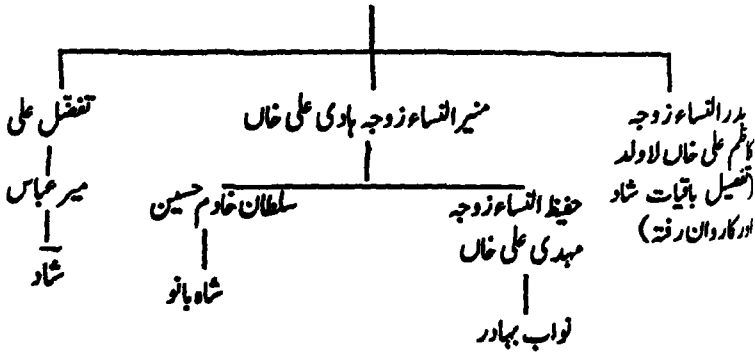 بدر النساء زوجہ
کاظم علی خاں لاولد
(تفصیل باقیات شاد
اور کاروان رفتہ)
منیر النساء زوجہ ہادی علی خاں
تفضل علی
حفیظ النساء زوجہ
مہدی علی خاں
نواب بہادر
سلطان خادم حسین
شاہ بانو
میر عباس
شاد